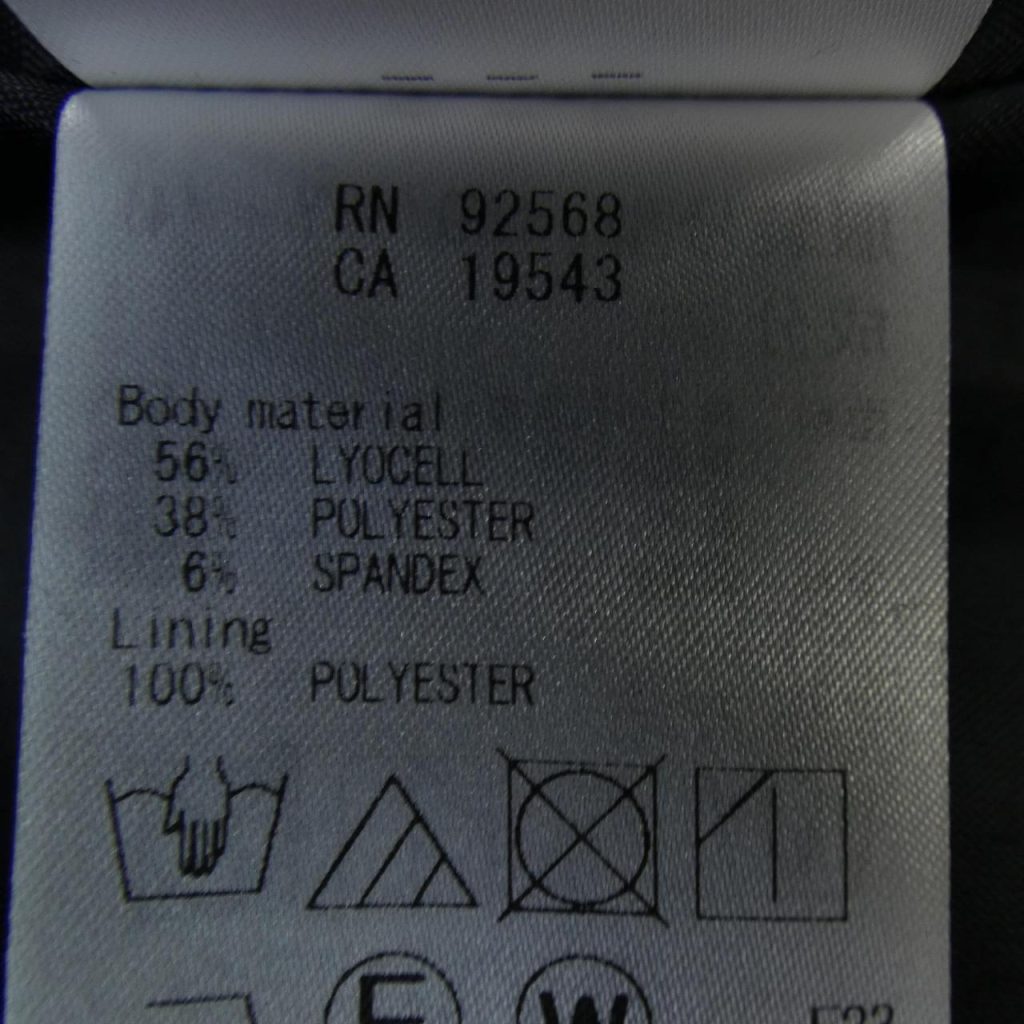 RN 92568
CA 19543
Body material
56% LYOCELL
38% POLYESTER
6% SPANDEX
Lining
100% POLYESTER
F W